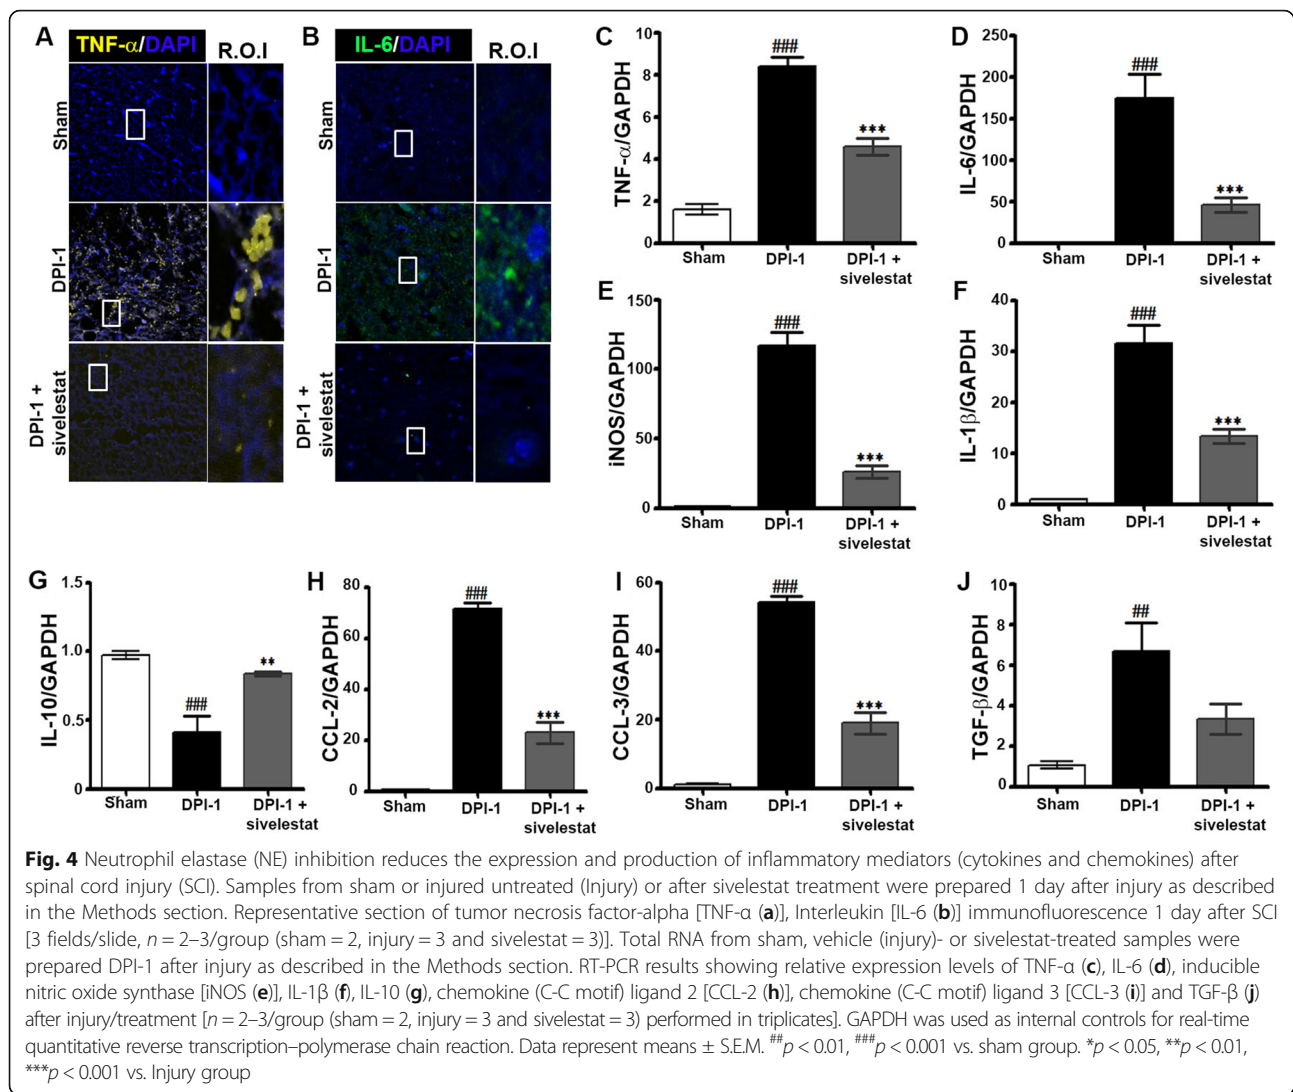 A
TNF-α/DAPI
R.O.I
Sham
DPI-1
DPI-1 +
sivelestat
B
IL-6/DAPI
R.O.I
Sham
DPI-1
DPI-1 +
sivelestat
C
TNF-α/GAPDH
10
8
6
4
2
0
###
***
Sham
DPI-1
DPI-1 +
sivelestat
D
IL-6/GAPDH
250
200
150
100
50
0
###
***
Sham
DPI-1
DPI-1 +
sivelestat
E
iNOS/GAPDH
150
100
50
0
###
***
Sham
DPI-1
DPI-1 +
sivelestat
F
IL-1β/GAPDH
40
30
20
10
0
###
***
Sham
DPI-1
DPI-1 +
sivelestat
G
IL-10/GAPDH
1.5
1.0
0.5
0
###
**
Sham
DPI-1
DPI-1 +
sivelestat
H
CCL-2/GAPDH
80
60
40
20
0
###
***
Sham
DPI-1
DPI-1 +
sivelestat
I
CCL-3/GAPDH
60
40
20
0
###
***
Sham
DPI-1
DPI-1 +
sivelestat
J
TGF-β/GAPDH
10
8
6
4
2
0
##
Sham
DPI-1
DPI-1 +
sivelestat
Fig. 4 Neutrophil elastase (NE) inhibition reduces the expression and production of inflammatory mediators (cytokines and chemokines) after
spinal cord injury (SCI). Samples from sham or injured untreated (Injury) or after sivelestat treatment were prepared 1 day after injury as described
in the Methods section. Representative section of tumor necrosis factor-alpha [TNF-α (a)], Interleukin [IL-6 (b)] immunofluorescence 1 day after SCI
[3 fields/slide, n = 2–3/group (sham = 2, injury = 3 and sivelestat = 3)]. Total RNA from sham, vehicle (injury)- or sivelestat-treated samples were
prepared DPI-1 after injury as described in the Methods section. RT-PCR results showing relative expression levels of TNF-α (c), IL-6 (d), inducible
nitric oxide synthase [iNOS (e)], IL-1β (f), IL-10 (g), chemokine (C-C motif) ligand 2 [CCL-2 (h)], chemokine (C-C motif) ligand 3 [CCL-3 (i)] and TGF-β (j)
after injury/treatment [n = 2–3/group (sham = 2, injury = 3 and sivelestat = 3) performed in triplicates]. GAPDH was used as internal controls for real-time
quantitative reverse transcription–polymerase chain reaction. Data represent means ± S.E.M. ##p < 0.01, ###p < 0.001 vs. sham group. *p < 0.05, **p < 0.01,
***p < 0.001 vs. Injury group